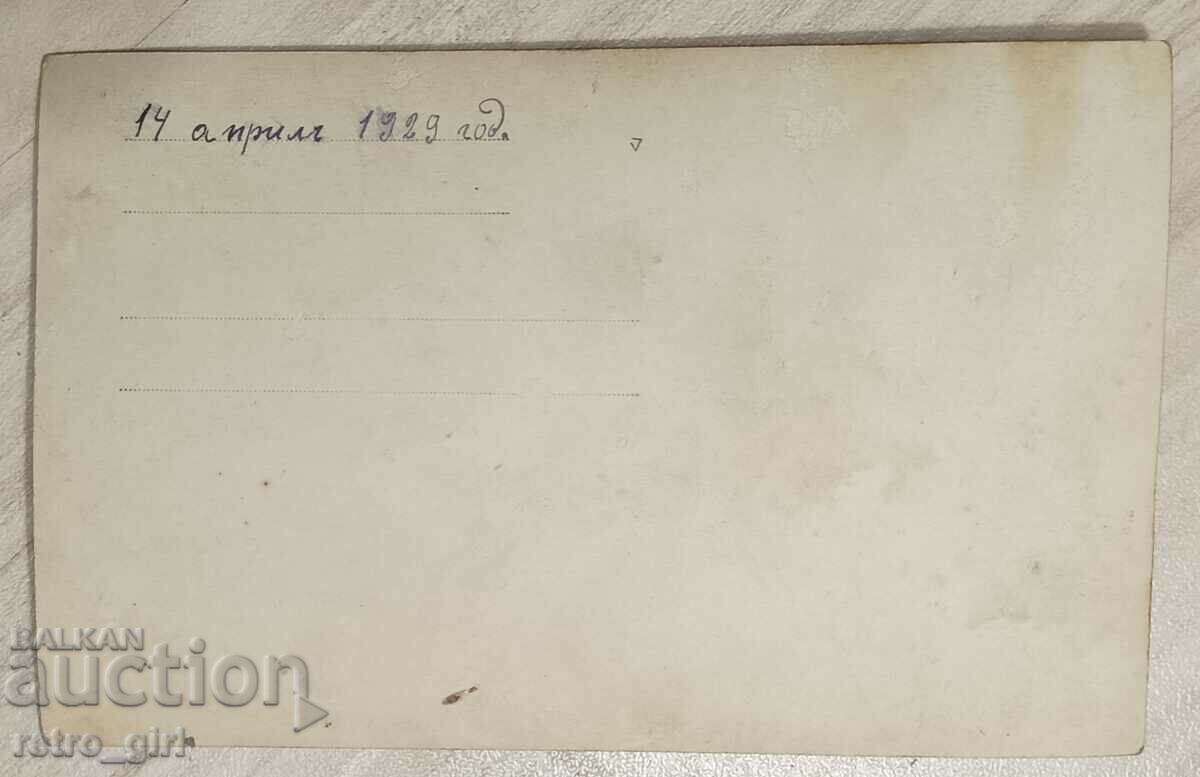 14 априлъ 1929 год.
BALKAN
auction
retro_girl